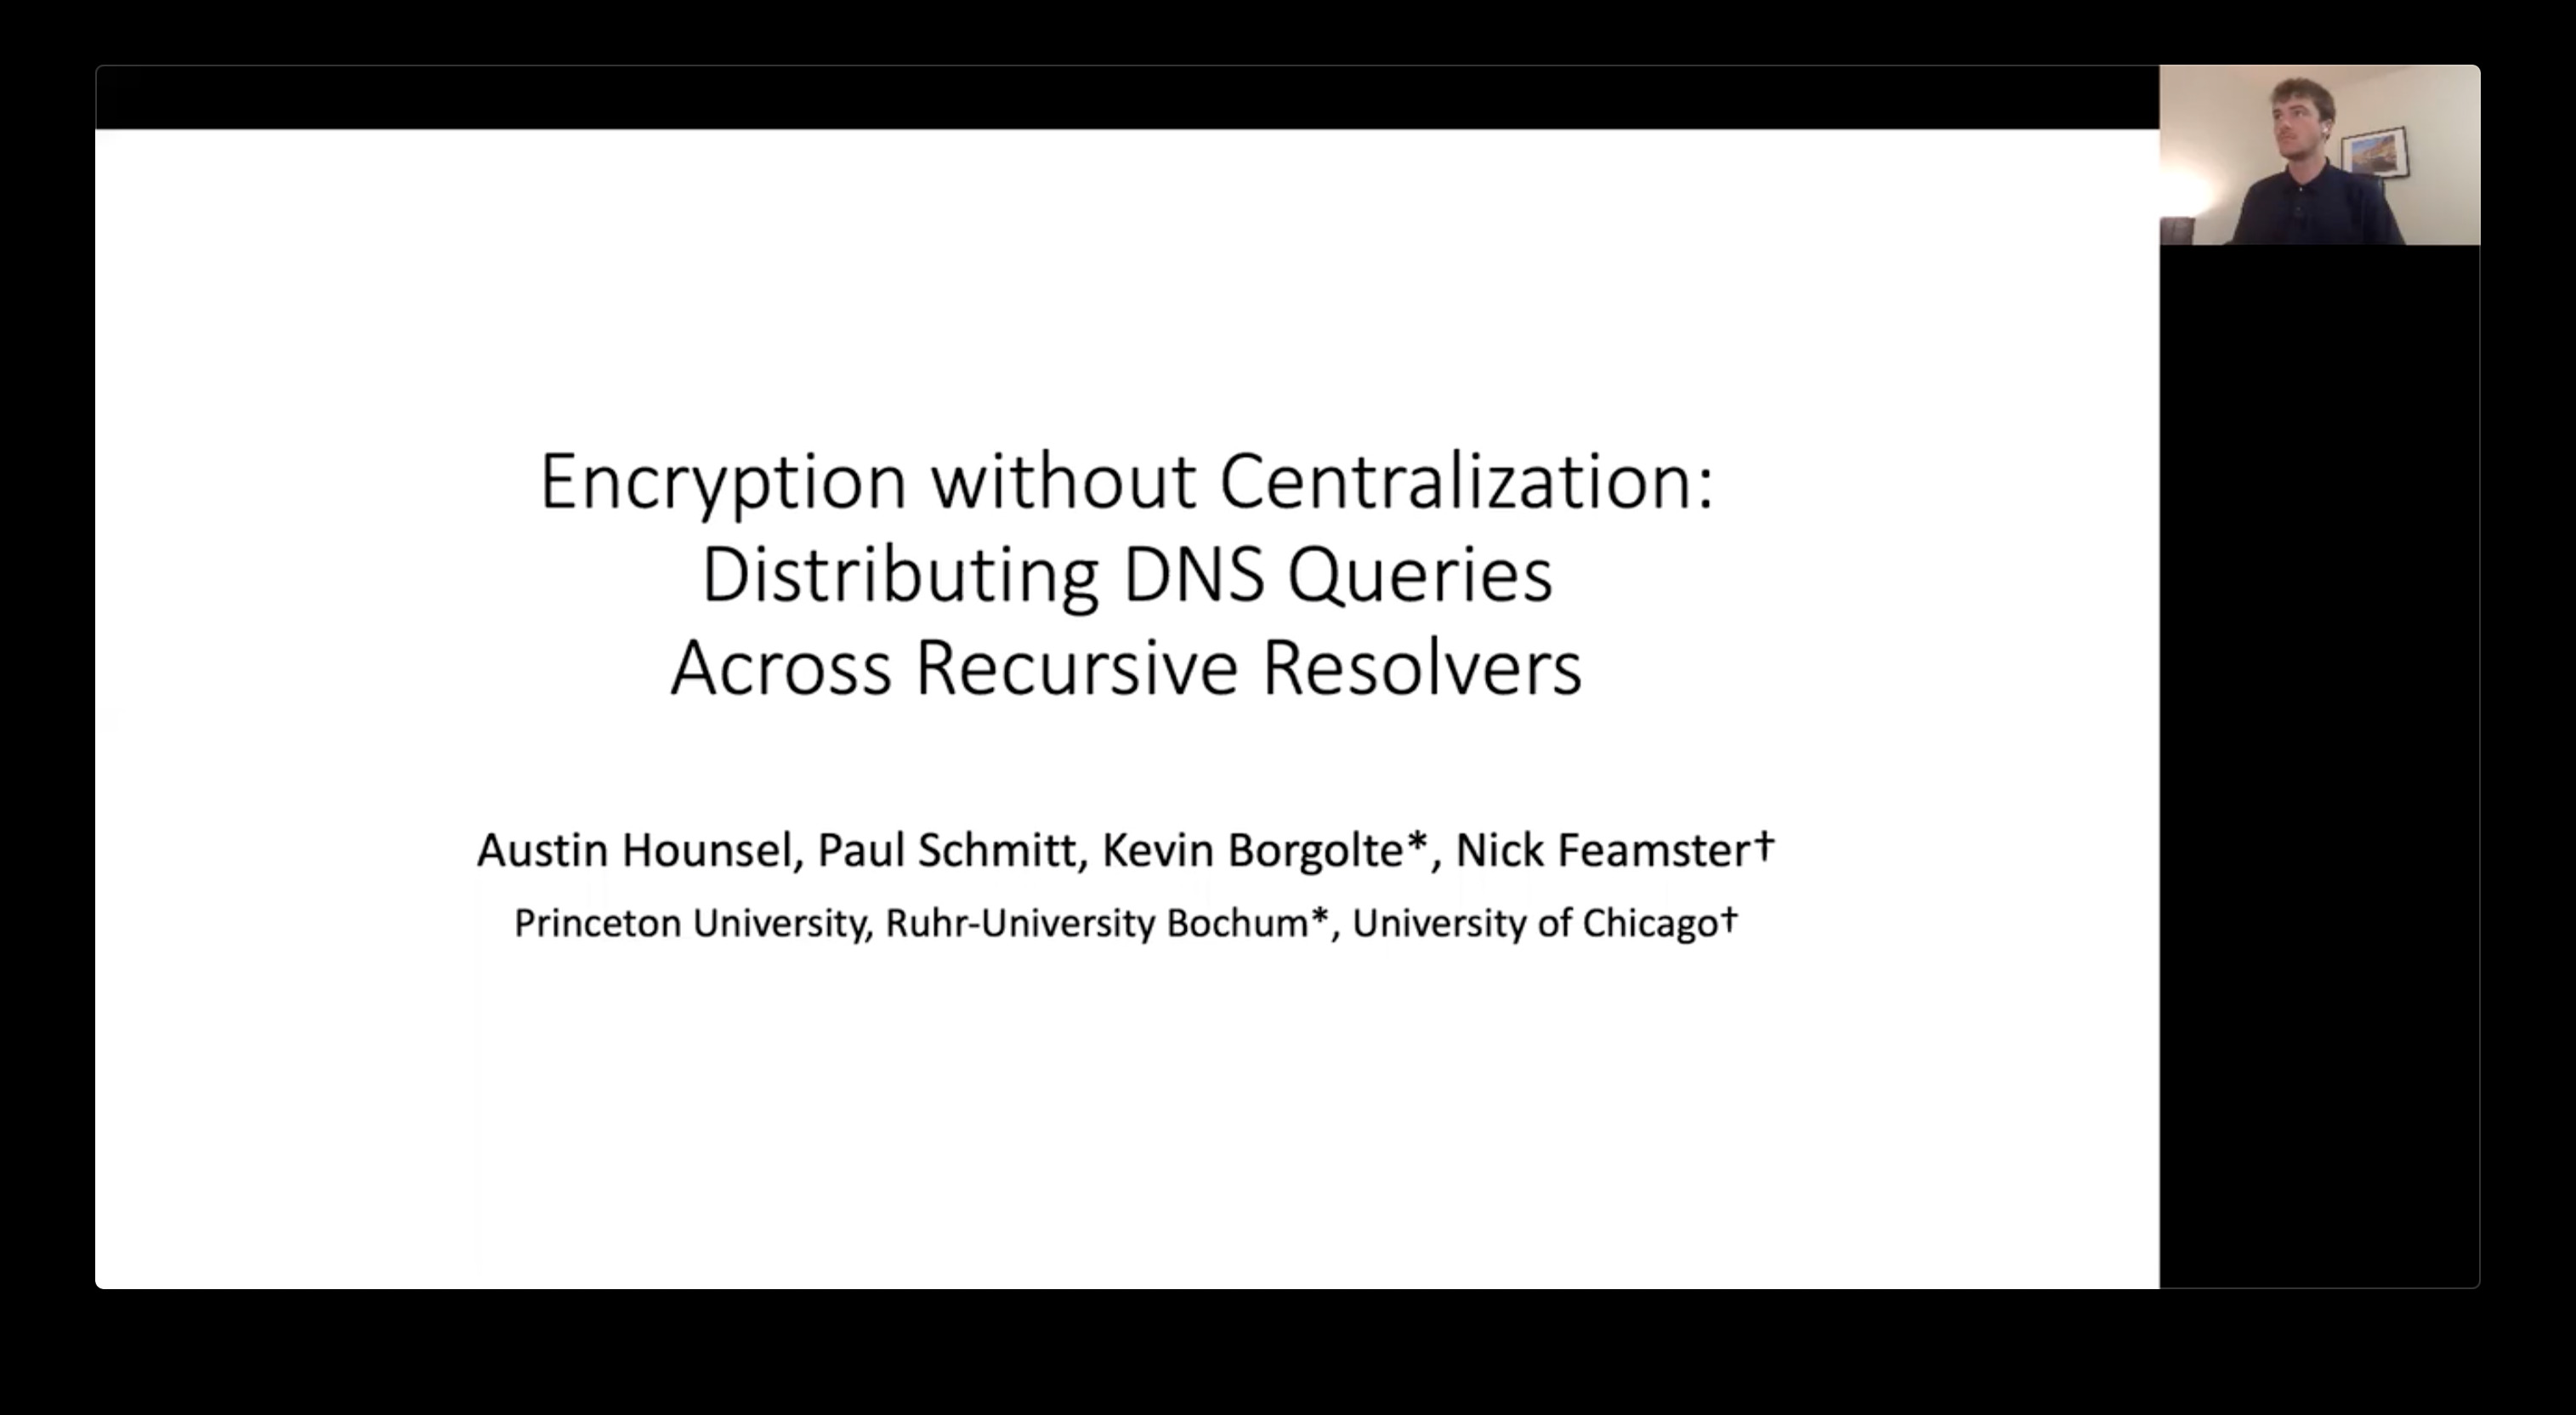 Encryption without Centralization:
Distributing DNS Queries
Across Recursive Resolvers
Austin Hounsel, Paul Schmitt, Kevin Borgolte*, Nick Feamster†
Princeton University, Ruhr-University Bochum*, University of Chicago†